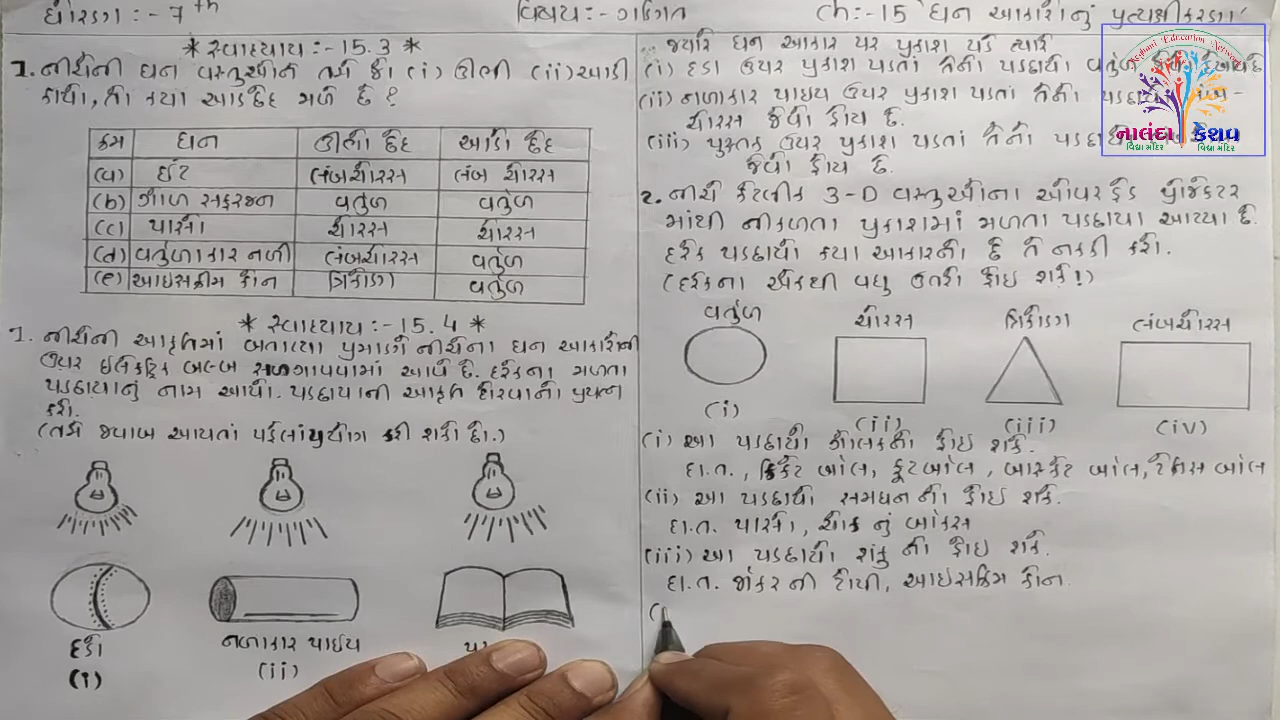 ધોરણ :- 7 th વિષય :- ગણિત Ch :- 15 ઘન આકારોનું પ્રત્યક્ષીકરણ
* સ્વાધ્યાય :- 15.3 *
1. નીચેની ઘન વસ્તુઓને તમે જો (i) ઊભી (ii) આડી
કાપો, તો કયા આડછેદ મળે છે ?
ક્રમ ઘન ઊભો છેદ આડો છેદ
(a) ઈંટ લંબચોરસ લંબ ચોરસ
(b) ગોળ સફરજન વર્તુળ વર્તુળ
(c) પાસો ચોરસ ચોરસ
(d) વર્તુળાકાર નળી લંબચોરસ વર્તુળ
(e) આઇસક્રીમ કોન ત્રિકોણ વર્તુળ
* સ્વાધ્યાય :- 15.4 *
1. નીચેની આકૃતિમાં બતાવ્યા પ્રમાણે નીચેના ઘન આકારોની
ઉપર ઇલેક્ટ્રિક બલ્બ સળગાવવામાં આવે છે. દરેકના મળતા
પડછાયાનું નામ આપો. પડછાયાની આકૃતિ દોરવાનો પ્રયત્ન
કરો.
(તમે જવાબ આપતાં પહેલાં પ્રયોગ કરી શકો છો.)
દડો
(i)
નળાકાર પાઈપ
(ii)
જ્યારે ઘન આકાર પર પ્રકાશ પડે ત્યારે
(i) દડા ઉપર પ્રકાશ પડતાં તેનો પડછાયો વર્તુળ
(ii) નળાકાર પાઇપ ઉપર પ્રકાશ પડતાં તેનો
ચોરસ જેવો હોય છે.
(iii) પુસ્તક ઉપર પ્રકાશ પડતાં તેનો
જેવો હોય છે.
2. નીચે કેટલીક 3-D વસ્તુઓના ઓવરહેડ પ્રોજેક્ટર
માંથી નીકળતા પ્રકાશમાં મળતા પડછાયા આપ્યા છે.
દરેક પડછાયો કયા આકારનો છે તે નક્કી કરો.
(દરેકના એકથી વધુ ઉત્તરો હોઇ શકે!)
વર્તુળ ચોરસ ત્રિકોણ લંબચોરસ
(i) (ii) (iii) (iv)
(i) આ પડછાયો ગોલકનો હોઇ શકે.
દા.ત., ક્રિકેટ બોલ, ફૂટબોલ, બાસ્કેટ બોલ, ટેનિસ બોલ
(ii) આ પડછાયો સમઘન નો હોઇ શકે.
દા.ત. પાસો, ચોક નું બોક્સ
(iii) આ પડછાયો શંકુ નો હોઇ શકે.
દા.ત. જોકર ની ટોપી, આઇસક્રિમ કોન.
(
નાલંદા કેશવ
વિદ્યા મંદિર વિદ્યા મંદિર